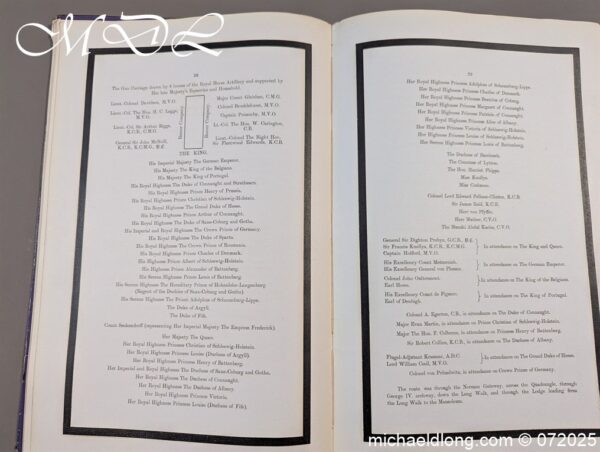 MDL
28
The Gun Carriage drawn by 8 horses of the Royal Horse Artillery and supported by
His late Majesty's Equerries and Household.
Lieut. Colonel Davidson, M.V.O.
Lieut.-Col. The Hon. H. C. Legge, M.V.O.
Lieut. Col. Sir Arthur Bigge, K.C.B., C.M.G.
General Sir John McNeill, K.C.B., K.C.M.G.,
Bearer Company
Bearer Company
Major Count Gleichen, C.M.G.
Colonel Brocklehurst, M.V.O.
Captain Ponsonby, M.V.O.
Lt.-Col. The Hon. W. Carington, C.B.
Lieut.-Colonel The Right Hon. Sir Fleetwood Edwards, K.C.B.
THE KING.
His Imperial Majesty The German Emperor.
His Majesty The King of the Belgians.
His Majesty The King of Portugal.
His Royal Highness The Duke of Connaught and Strathearn.
His Royal Highness Prince Henry of Prussia.
His Royal Highness Prince Christian of Schleswig-Holstein.
His Royal Highness The Grand Duke of Hesse.
His Royal Highness Prince Arthur of Connaught.
His Royal Highness The Duke of Saxe-Coburg and Gotha.
His Imperial and Royal Highness The Crown Prince of Germany.
His Royal Highness The Duke of Sparta.
His Royal Highness The Crown Prince of Roumania.
His Royal Highness Prince Charles of Denmark.
His Highness Prince Albert of Schleswig-Holstein.
His Highness Prince Alexander of Battenberg.
His Serene Highness Prince Louis of Battenberg.
His Serene Highness The Hereditary Prince of Hohenlohe-Langenburg
(Regent of the Duchies of Saxe-Coburg and Gotha).
His Serene Highness The Prince Adolphus of Schaumburg-Lippe.
The Duke of Argyll.
The Duke of Fife.
Count Seckendorff (representing Her Imperial Majesty The Empress Frederick).
Her Majesty The Queen.
Her Royal Highness Princess Christian of Schleswig-Holstein.
Her Royal Highness Princess Louise (Duchess of Argyll).
Her Royal Highness Princess Henry of Battenberg.
Her Imperial and Royal Highness The Duchess of Saxe-Coburg and Gotha.
Her Royal Highness The Duchess of Connaught.
Her Royal Highness The Duchess of Albany.
Her Royal Highness Princess Victoria.
Her Royal Highness Princess Louise (Duchess of Fife).
Her Royal Highness Princess Adolphus of Schaumburg-Lippe.
Her Royal Highness Princess Charles of Denmark.
Her Royal Highness Princess Beatrice of Coburg.
Her Royal Highness Princess Margaret of Connaught.
Her Royal Highness Princess Patricia of Connaught.
Her Royal Highness Princess Alice of Albany.
Her Highness Princess Victoria of Schleswig-Holstein.
Her Highness Princess Louise of Schleswig-Holstein.
Her Serene Highness Princess Louis of Battenberg.
The Duchess of Buccleuch.
The Countess of Lytton.
The Hon. Harriet Phipps.
Miss Knollys.
Miss Cochrane.
Colonel Lord Edward Pelham-Clinton, K.C.B.
Sir James Reid, K.C.B.
Herr von Pfyffer.
Herr Muther, C.V.O.
The Munshi Abdul Karim, C.V.O.
General Sir Dighton Probyn, G.C.B.,
Sir Francis Knollys, K.C.B., K.C.M.G.
Captain Holford, M.V.O.
In attendance on The King and Queen.
His Excellency Count Metternich.
His Excellency General von Plessen.
In attendance on The German Emperor.
Colonel John
Earl Howe.
In attendance on The King of the Belgians.
His Excellency Count de
Earl of Denbigh.
In attendance on The King of Portugal.
Colonel A. Egerton, C.B., in attendance on The Duke of Connaught.
Major Evan Martin, in attendance on Prince Christian of Schleswig-Holstein.
Major The Hon. F. Colborne, in attendance on Princess Henry of Battenberg.
Sir Robert Collins, K.C.B., in attendance on The Duchess of Albany.
Flugel-Adjutant A.D.C.
Lord William Cecil, M.V.O.
In attendance on The Grand Duke of Hesse.
Colonel von Pritzelwitz, in attendance on Crown Prince of Germany.
The route was through the Norman Gateway, across the Quadrangle, through
George IV. archway, down the Long Walk, and through the Lodge leading from
the Long Walk to the Mausoleum.
michaeldlong.com © 072025